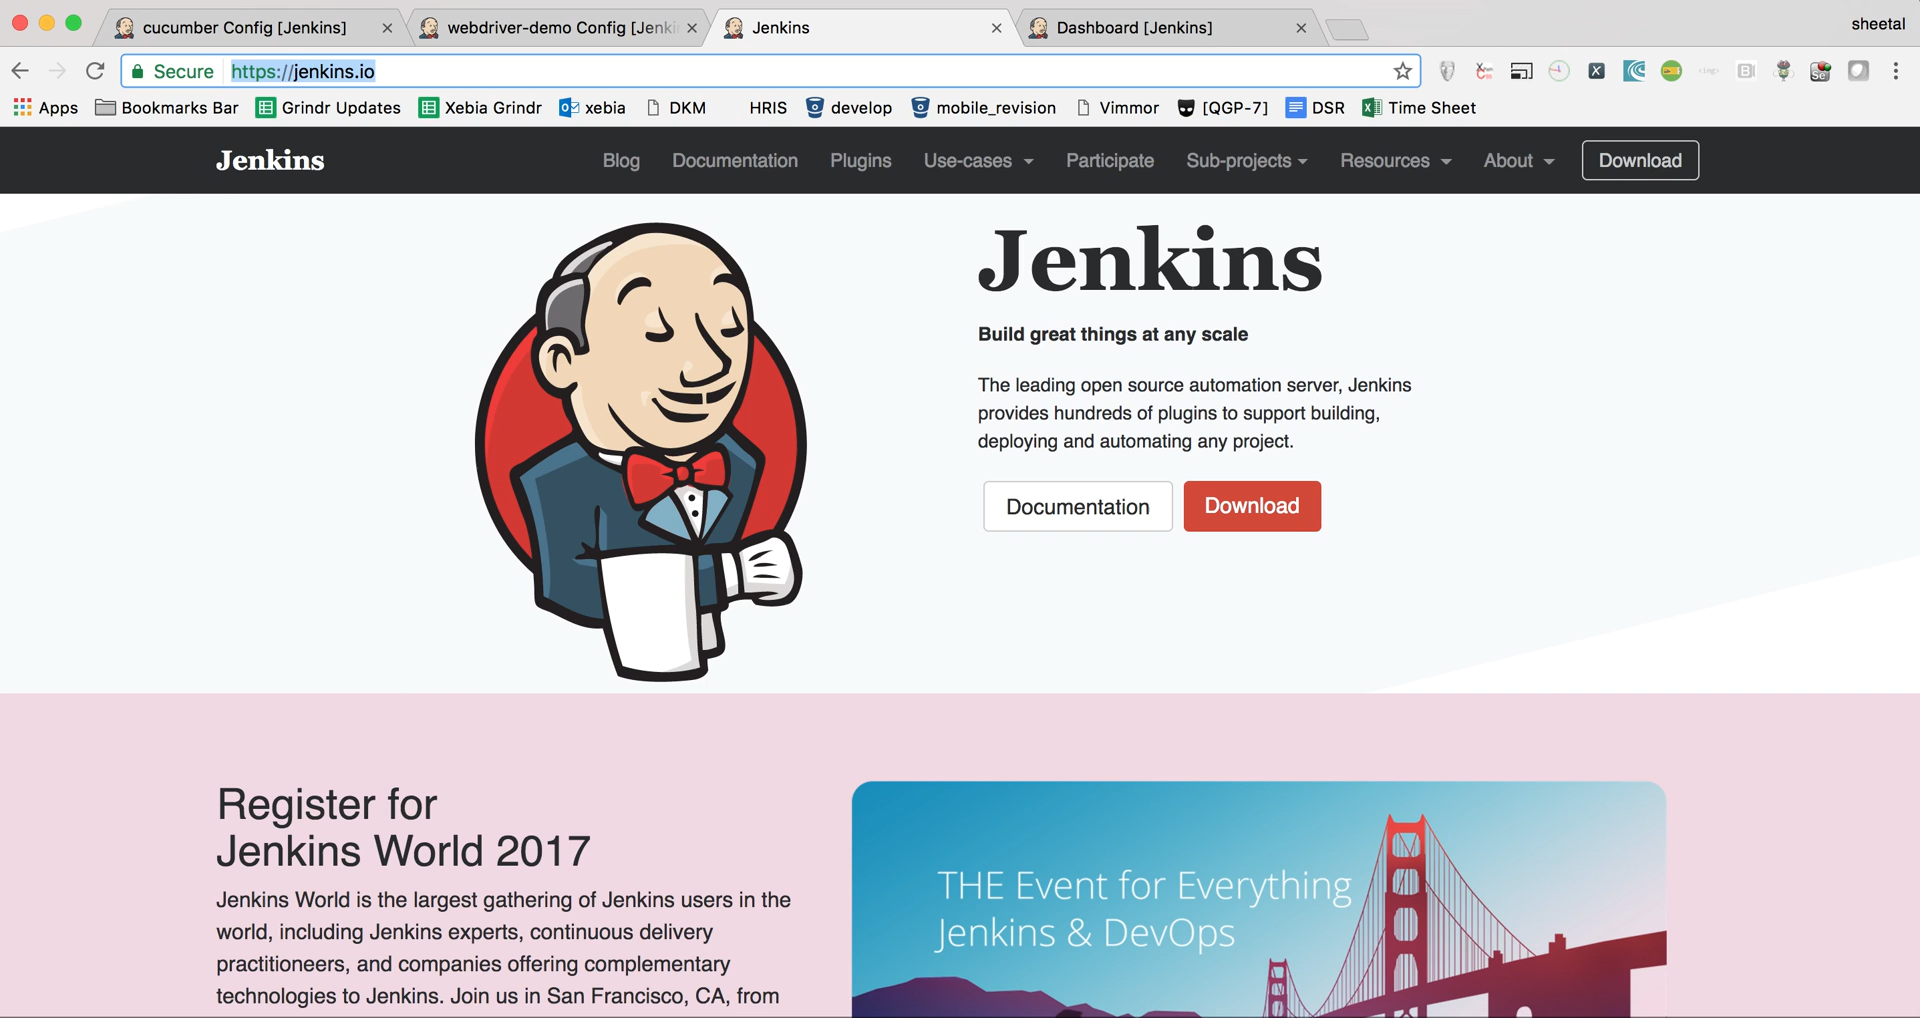 cucumber Config [Jenkins]
webdriver-demo Config [Jenki
Jenkins
Dashboard [Jenkins]
sheetal
Secure https://jenkins.io
Apps Bookmarks Bar Grindr Updates Xebia Grindr xebia DKM HRIS develop mobile_revision Vimmor [QGP-7] DSR Time Sheet
Jenkins Blog Documentation Plugins Use-cases Participate Sub-projects Resources About Download
Jenkins
Build great things at any scale
The leading open source automation server, Jenkins
provides hundreds of plugins to support building,
deploying and automating any project.
Documentation Download
Register for
Jenkins World 2017
Jenkins World is the largest gathering of Jenkins users in the
world, including Jenkins experts, continuous delivery
practitioneers, and companies offering complementary
technologies to Jenkins. Join us in San Francisco, CA, from
THE Event for Everything
Jenkins & DevOps